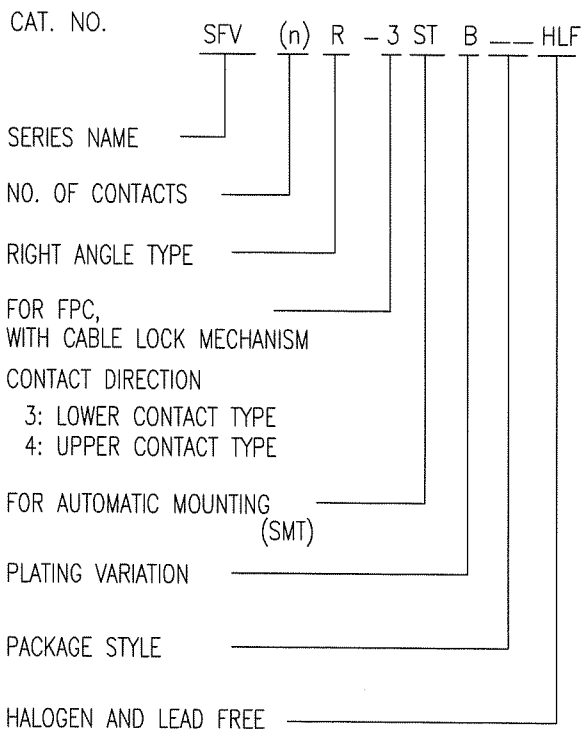 CAT. NO.
SFV (n) R - 3 ST B __ HLF
SERIES NAME
NO. OF CONTACTS
RIGHT ANGLE TYPE
FOR FPC,
WITH CABLE LOCK MECHANISM
CONTACT DIRECTION
3: LOWER CONTACT TYPE
4: UPPER CONTACT TYPE
FOR AUTOMATIC MOUNTING
(SMT)
PLATING VARIATION
PACKAGE STYLE
HALOGEN AND LEAD FREE